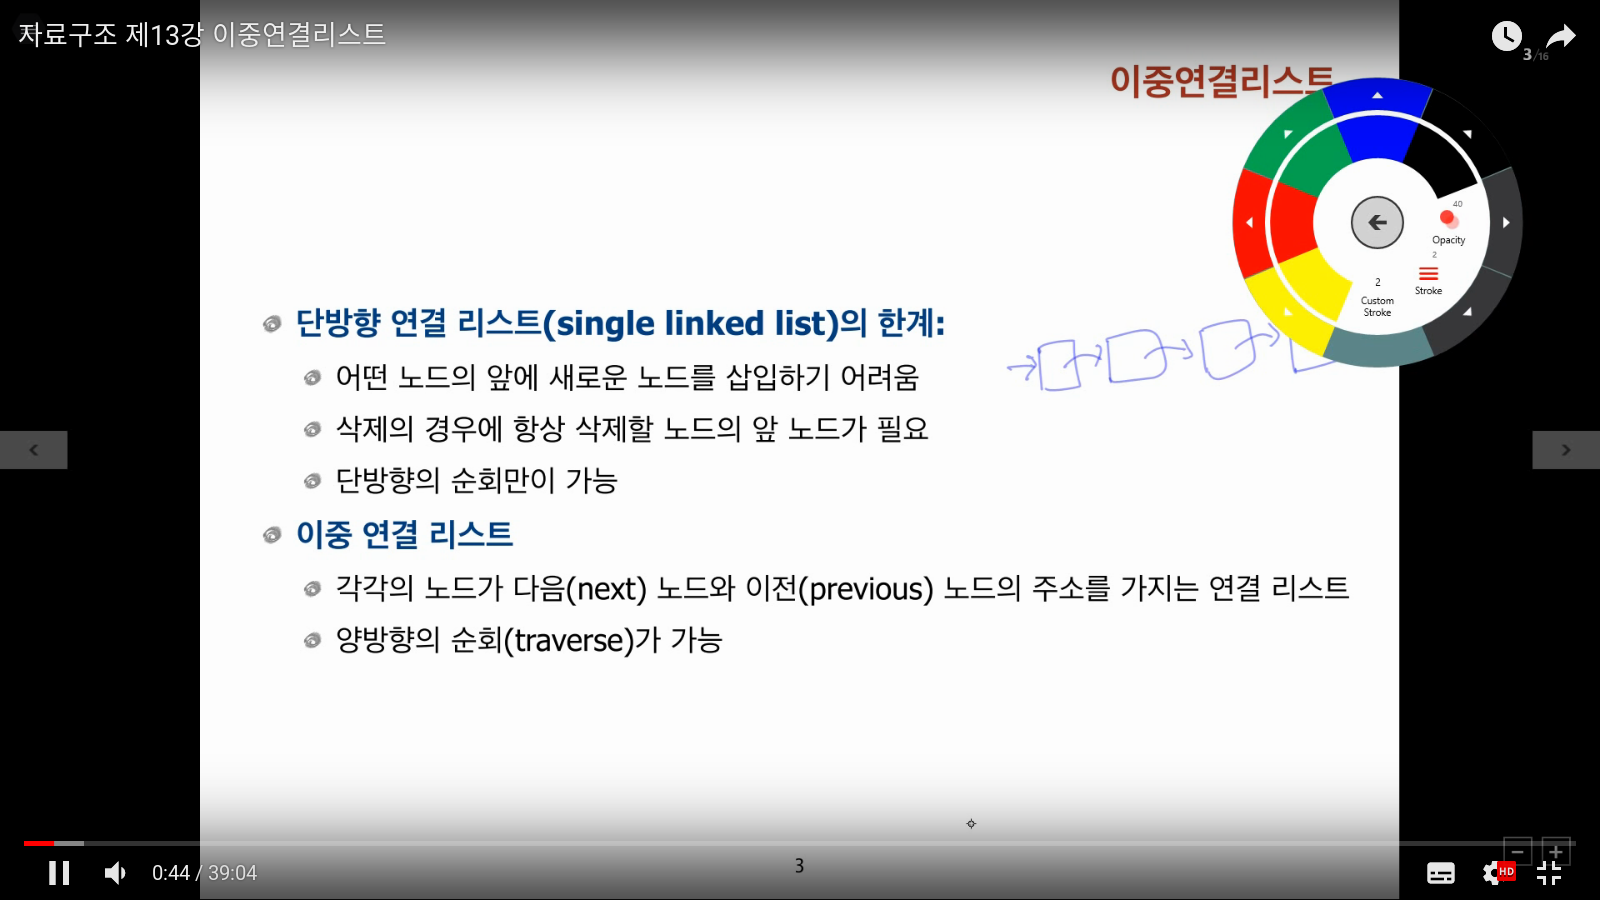 자료구조 제13강 이중연결리스트
3/16
이중연결리스트
40
Opacity
2
Stroke
2
Custom
Stroke
단방향 연결 리스트(single linked list)의 한계:
어떤 노드의 앞에 새로운 노드를 삽입하기 어려움
삭제의 경우에 항상 삭제할 노드의 앞 노드가 필요
단방향의 순회만이 가능
이중 연결 리스트
각각의 노드가 다음(next) 노드와 이전(previous) 노드의 주소를 가지는 연결 리스트
양방향의 순회(traverse)가 가능
3
0:44 / 39:04
HD